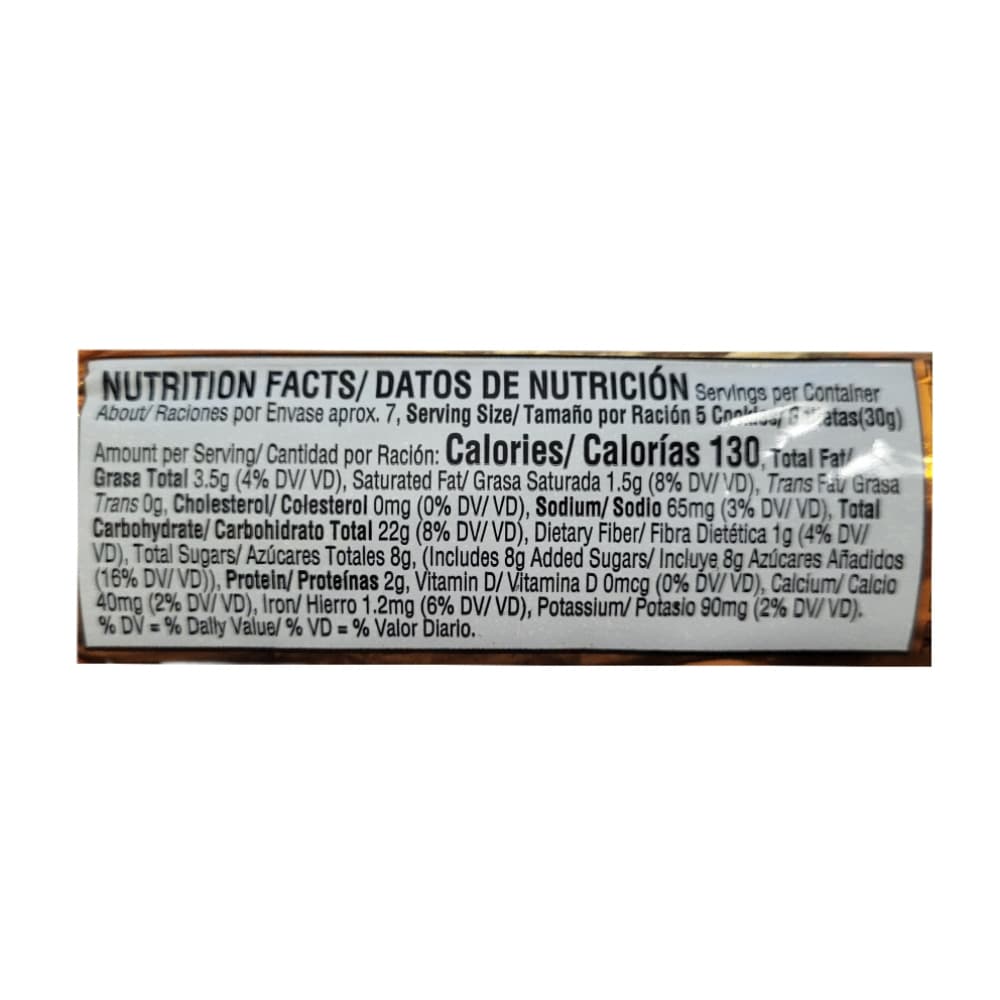 NUTRITION FACTS/ DATOS DE NUTRICIÓN Servings per Container
About/ Raciones por Envase aprox. 7, Serving Size/ Tamaño por Ración 5 (30g)
Amount per Serving/ Cantidad por Ración: Calories/ Calorías 130, Total Fat/
Grasa Total 3.5g (4% DV/ VD), Saturated Fat/ Grasa Saturada 1.5g (8% DV/ VD), Trans Fat/ Grasa
Trans 0g, Cholesterol/ Colesterol 0mg (0% DV/ VD), Sodium/ Sodio 65mg (3% DV/ VD), Total
Carbohydrate/ Carbohidrato Total 22g (8% DV/ VD), Dietary Fiber/ Fibra Dietética 1g (4% DV/
VD), Total Sugars/ Azúcares Totales 8g, (Includes 8g Added Sugars/ Incluye 8g Azúcares Añadidos
(16% DV/ VD)), Protein/ Proteínas 2g, Vitamin D/ Vitamina D 0mcg (0% DV/ VD), Calcium/ Calcio
40mg (2% DV/ VD), Iron/ Hierro 1.2mg (6% DV/ VD), Potassium/ Potasio 90mg (2% DV/ VD).
% DV = % Daily Value/ % VD = % Valor Diario.